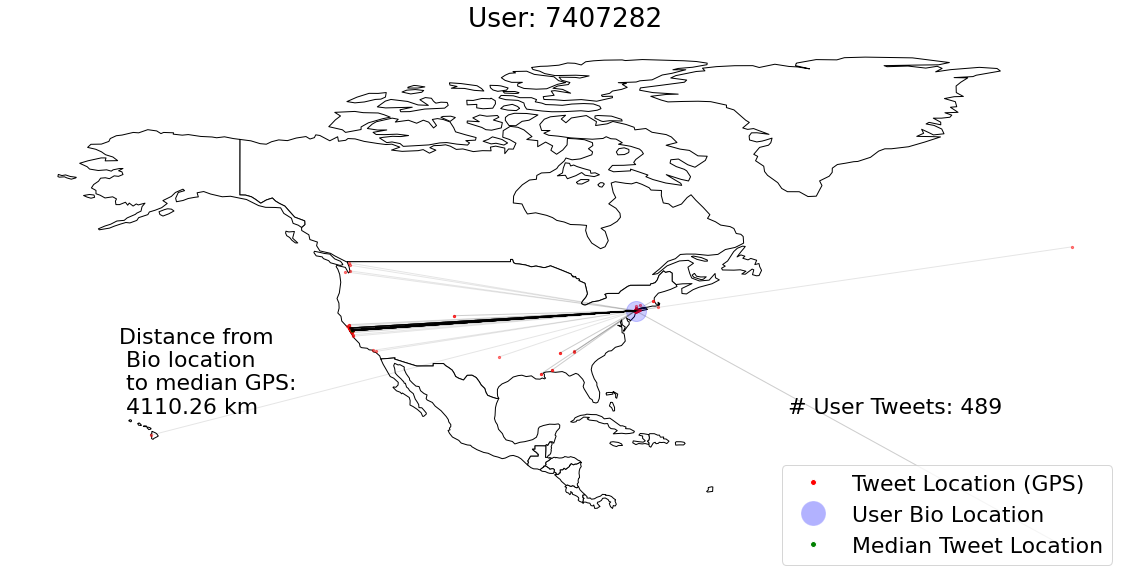 User: 7407282
Distance from
Bio location
to median GPS:
4110.26 km
# User Tweets: 489
Tweet Location (GPS)
User Bio Location
Median Tweet Location